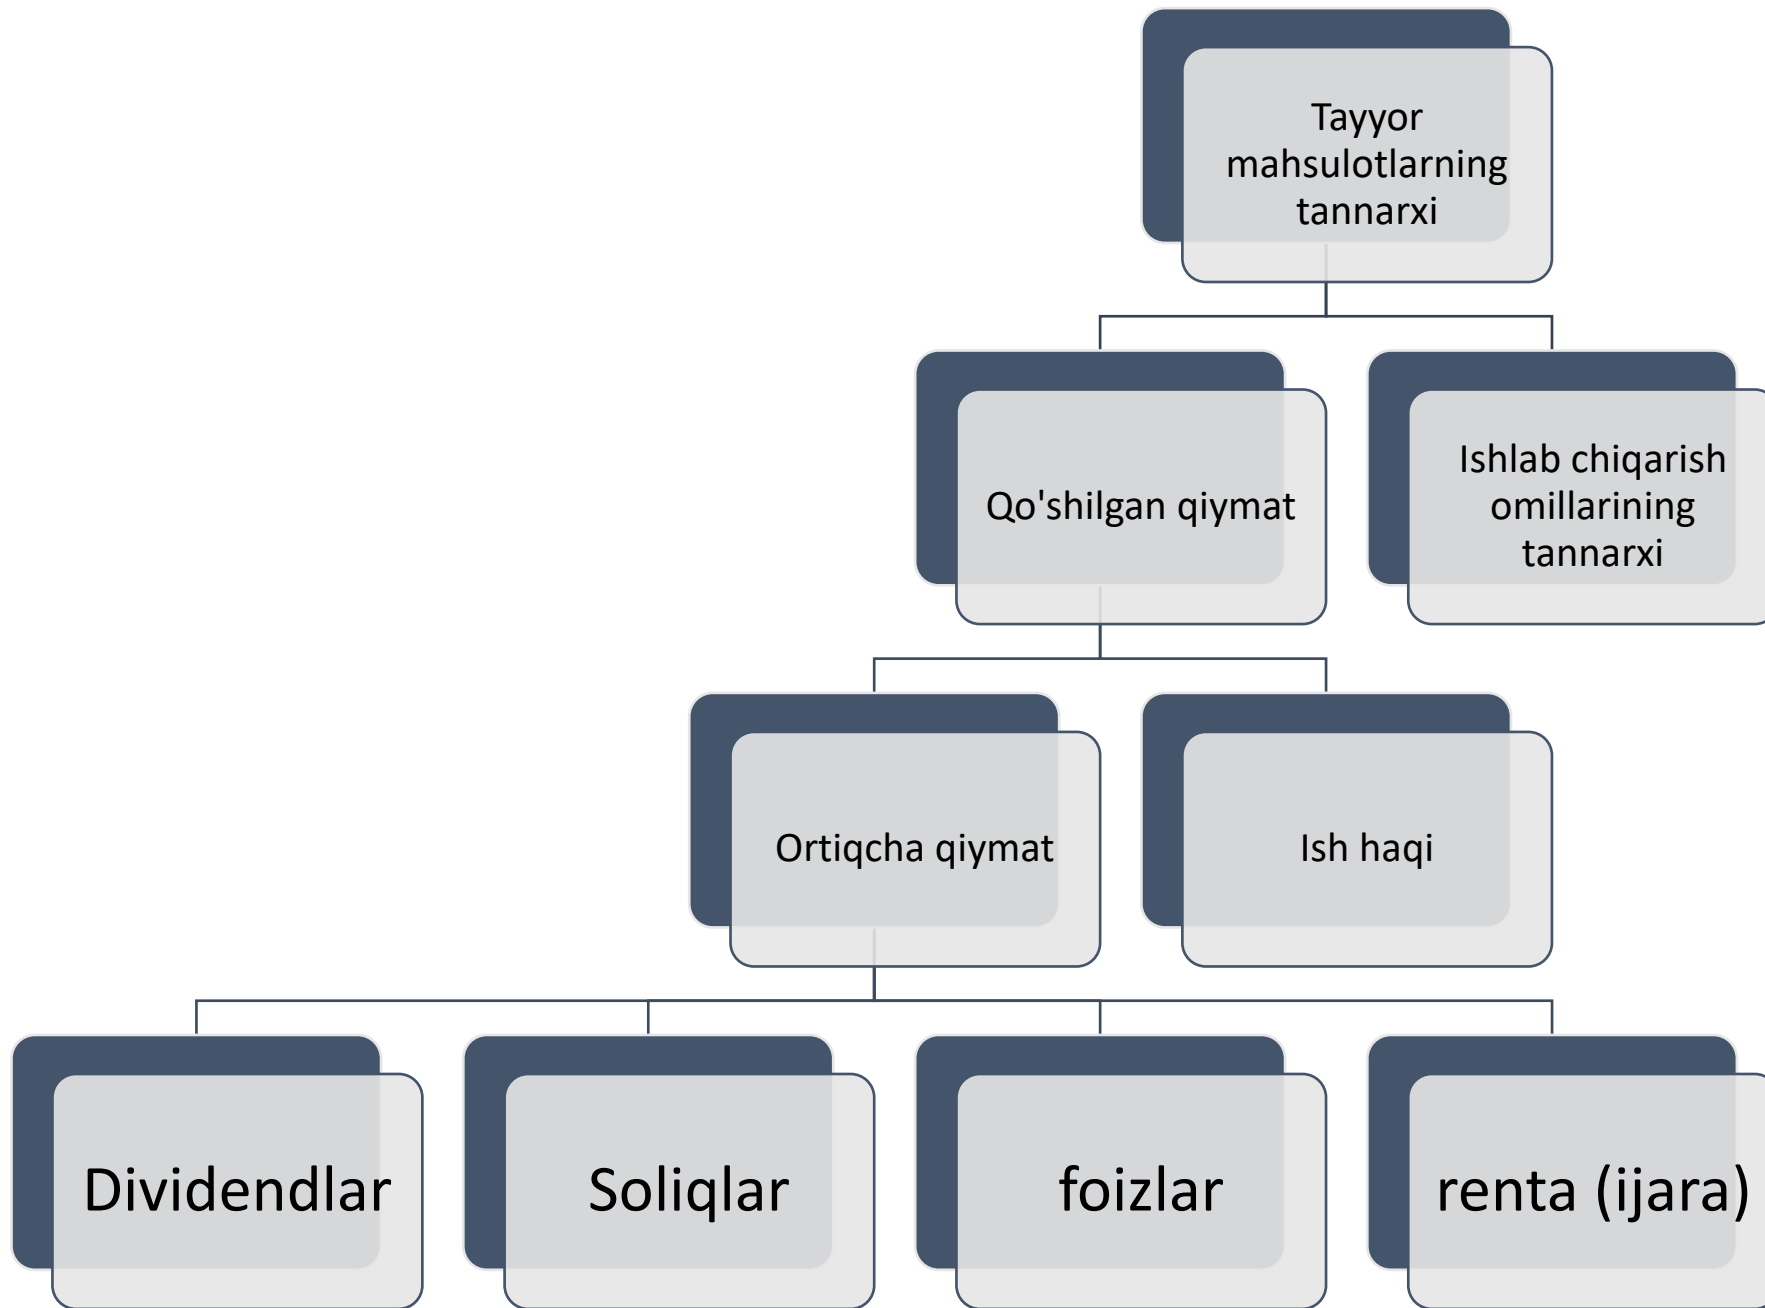 Tayyor
mahsulotlarning
tannarxi
Qo'shilgan qiymat
Ishlab chiqarish
omillarining
tannarxi
Ortiqcha qiymat
Ish haqi
Dividendlar
Soliqlar
foizlar
renta (ijara)